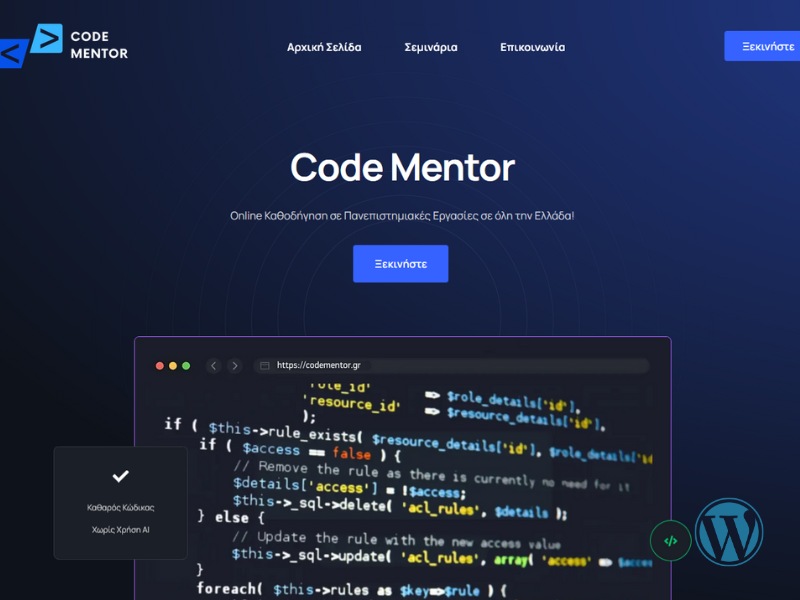 CODE
MENTOR
Αρχική Σελίδα
Σεμινάρια
Επικοινωνία
Ξεκινήστε
Code Mentor
Online Καθοδήγηση σε Πανεπιστημιακές Εργασίες σε όλη την Ελλάδα!
Ξεκινήστε
https://codementor.gr
'role_id' => $role_details['id'],
'resource_id' => $resource_details['id'],
);
if ( $this->rule_exists( $resource_details['id'], $role_details['id
if ( $access == false ) {
// Remove the rule as there is currently no need for it
$details['access'] = !$access;
$this->_sql->delete( 'acl_rules', $details );
} else {
// Update the rule with the new access value
$this->_sql->update( 'acl_rules', array( 'access' => $access
}
foreach( $this->rules as $key=>$rule ) {
Καθαρός Κώδικας
Χωρίς Χρήση AI